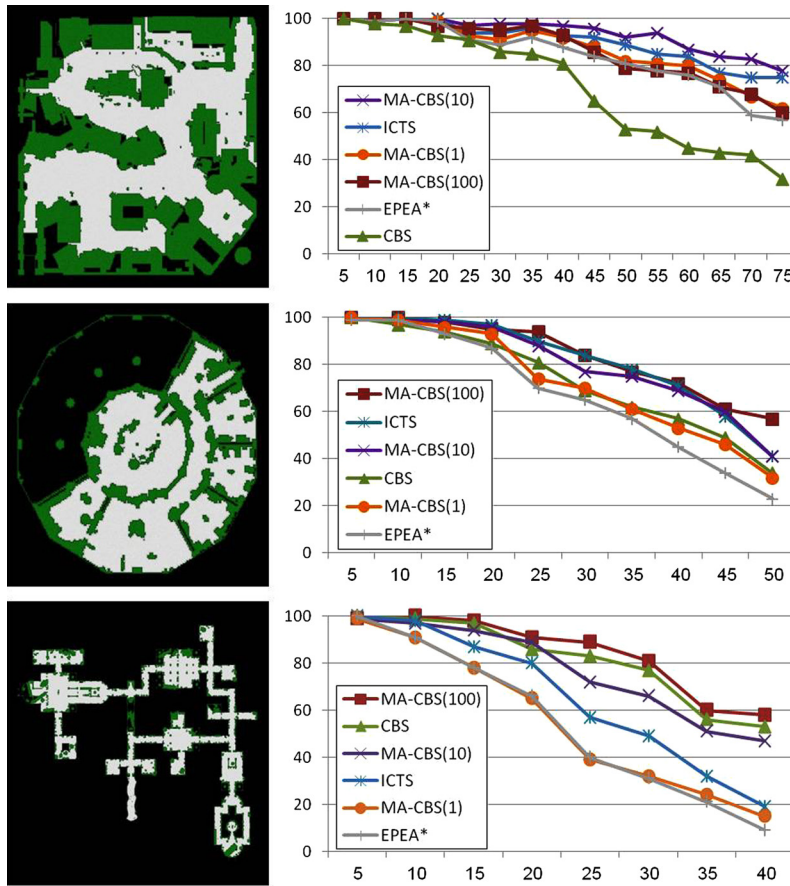 100
80
60
40
20
0
MA-CBS(10)
ICTS
MA-CBS(1)
MA-CBS(100)
EPEA*
CBS
5 10 15 20 25 30 35 40 45 50 55 60 65 70 75
100
80
60
40
20
0
MA-CBS(100)
ICTS
MA-CBS(10)
CBS
MA-CBS(1)
EPEA*
5 10 15 20 25 30 35 40 45 50
100
80
60
40
20
0
MA-CBS(100)
CBS
MA-CBS(10)
ICTS
MA-CBS(1)
EPEA*
5 10 15 20 25 30 35 40